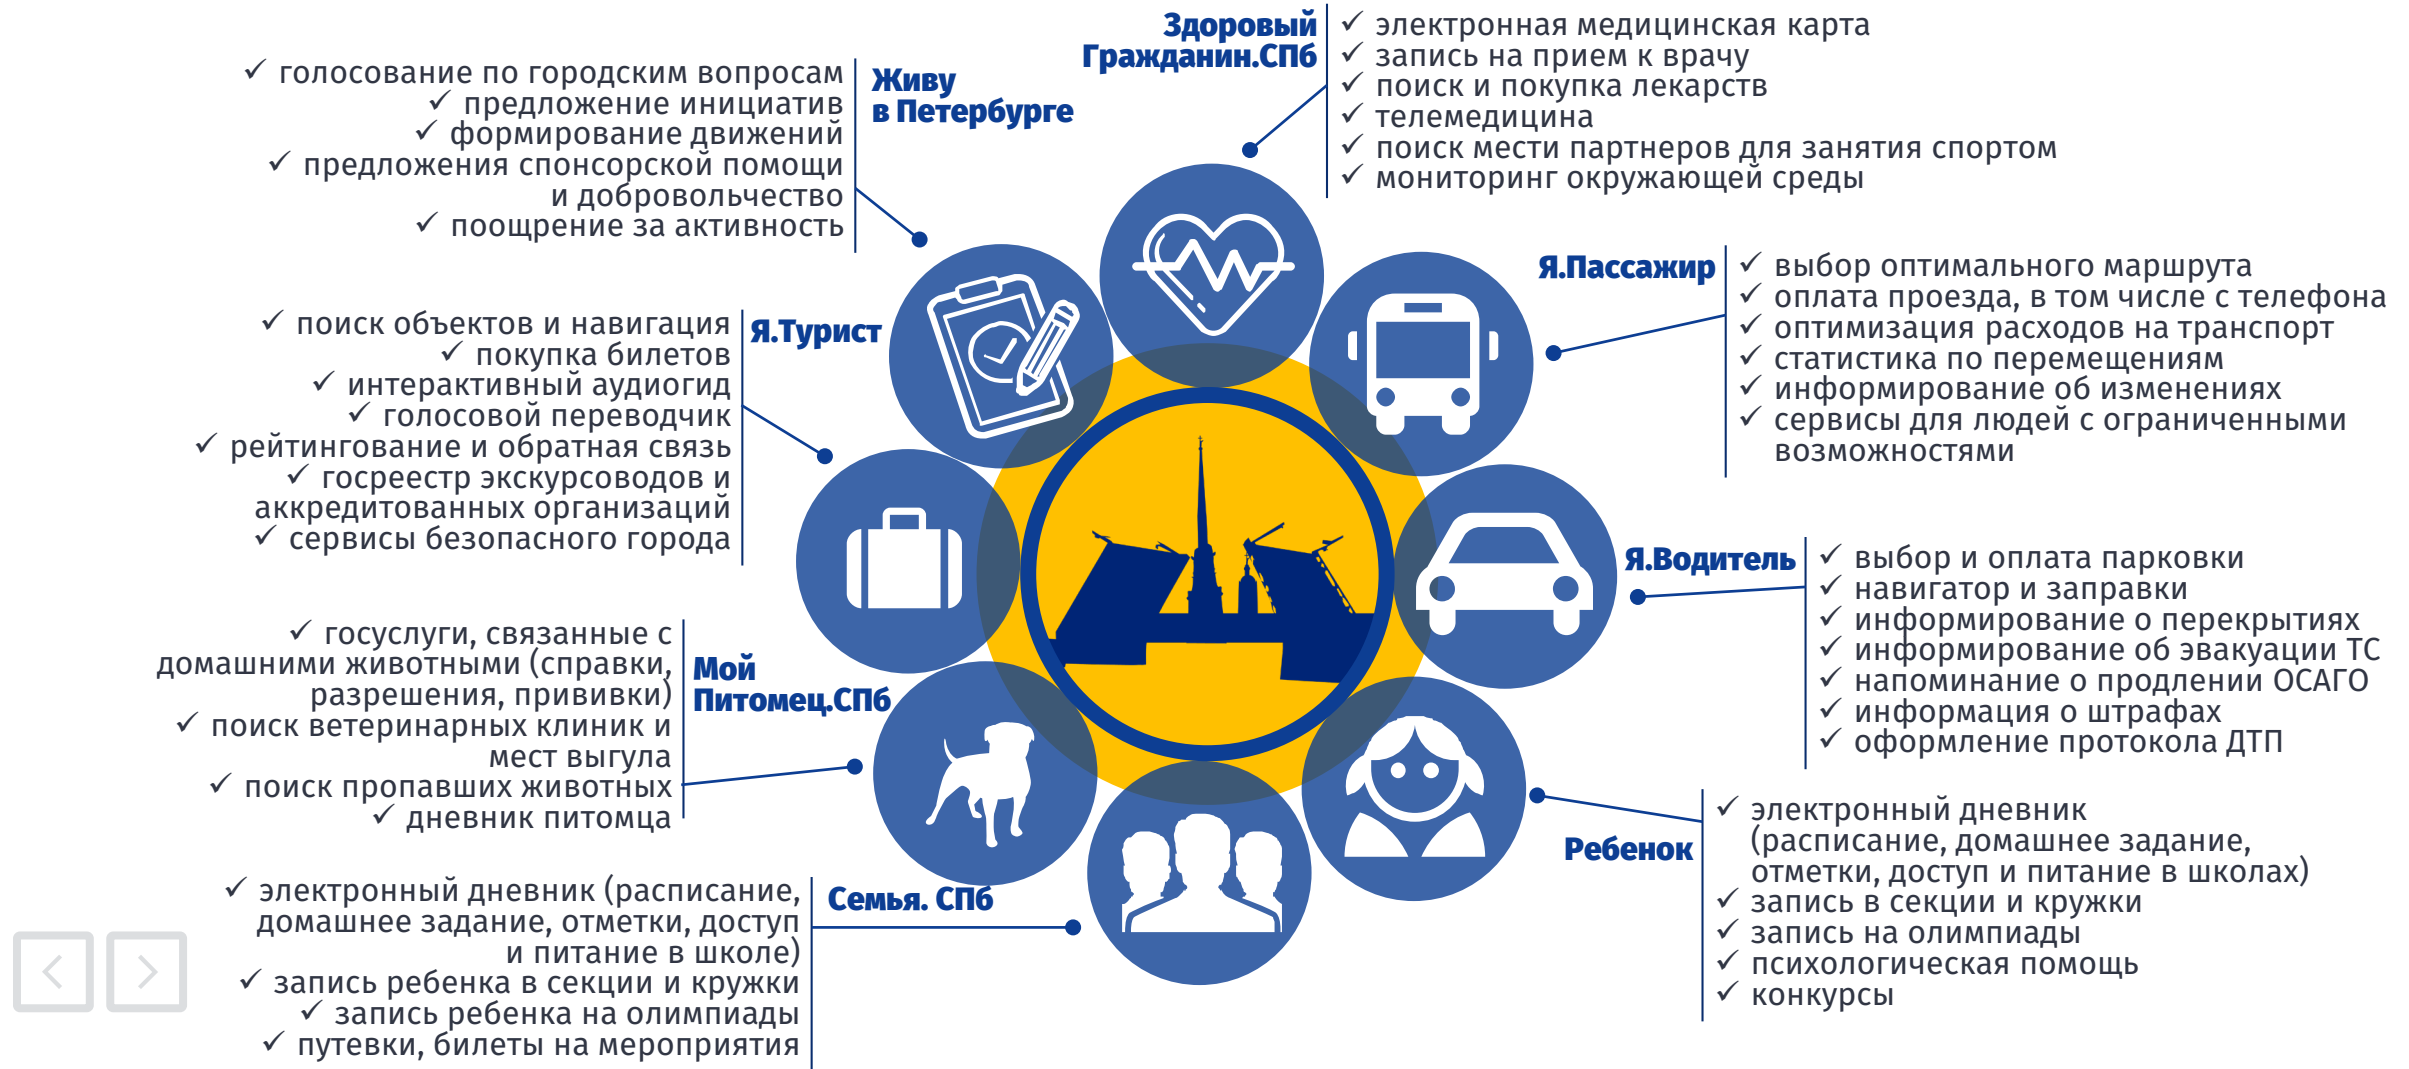 Здоровый
Гражданин.СПб
✓ электронная медицинская карта
✓ запись на прием к врачу
✓ поиск и покупка лекарств
✓ телемедицина
✓ поиск мести партнеров для занятия спортом
✓ мониторинг окружающей среды
Живу
в Петербурге
✓ голосование по городским вопросам
✓ предложение инициатив
✓ формирование движений
✓ предложения спонсорской помощи
и добровольчество
✓ поощрение за активность
Я.Пассажир
✓ выбор оптимального маршрута
✓ оплата проезда, в том числе с телефона
✓ оптимизация расходов на транспорт
✓ статистика по перемещениям
✓ информирование об изменениях
✓ сервисы для людей с ограниченными
возможностями
Я.Турист
✓ поиск объектов и навигация
✓ покупка билетов
✓ интерактивный аудиогид
✓ голосовой переводчик
✓ рейтингование и обратная связь
✓ госреестр экскурсоводов и
аккредитованных организаций
✓ сервисы безопасного города
Я.Водитель
✓ выбор и оплата парковки
✓ навигатор и заправки
✓ информирование о перекрытиях
✓ информирование об эвакуации ТС
✓ напоминание о продлении ОСАГО
✓ информация о штрафах
✓ оформление протокола ДТП
Мой
Питомец.СПб
✓ госуслуги, связанные с
домашними животными (справки,
разрешения, прививки)
✓ поиск ветеринарных клиник и
мест выгула
✓ поиск пропавших животных
✓ дневник питомца
Ребенок
✓ электронный дневник
(расписание, домашнее задание,
отметки, доступ и питание в школах)
✓ запись в секции и кружки
✓ запись на олимпиады
✓ психологическая помощь
✓ конкурсы
Семья. СПб
✓ электронный дневник (расписание,
домашнее задание, отметки, доступ
и питание в школе)
✓ запись ребенка в секции и кружки
✓ запись ребенка на олимпиады
✓ путевки, билеты на мероприятия